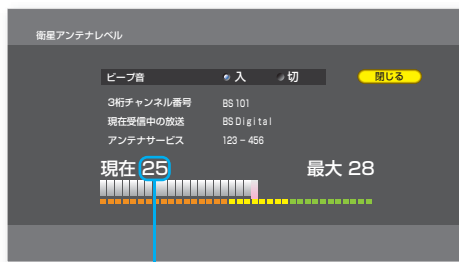 衛星アンテナレベル
ビープ音 入 切 閉じる
3桁チャンネル番号 BS 101
現在受信中の放送 BS Digital
アンテナサービス 123 − 456
現在 25 最大 28